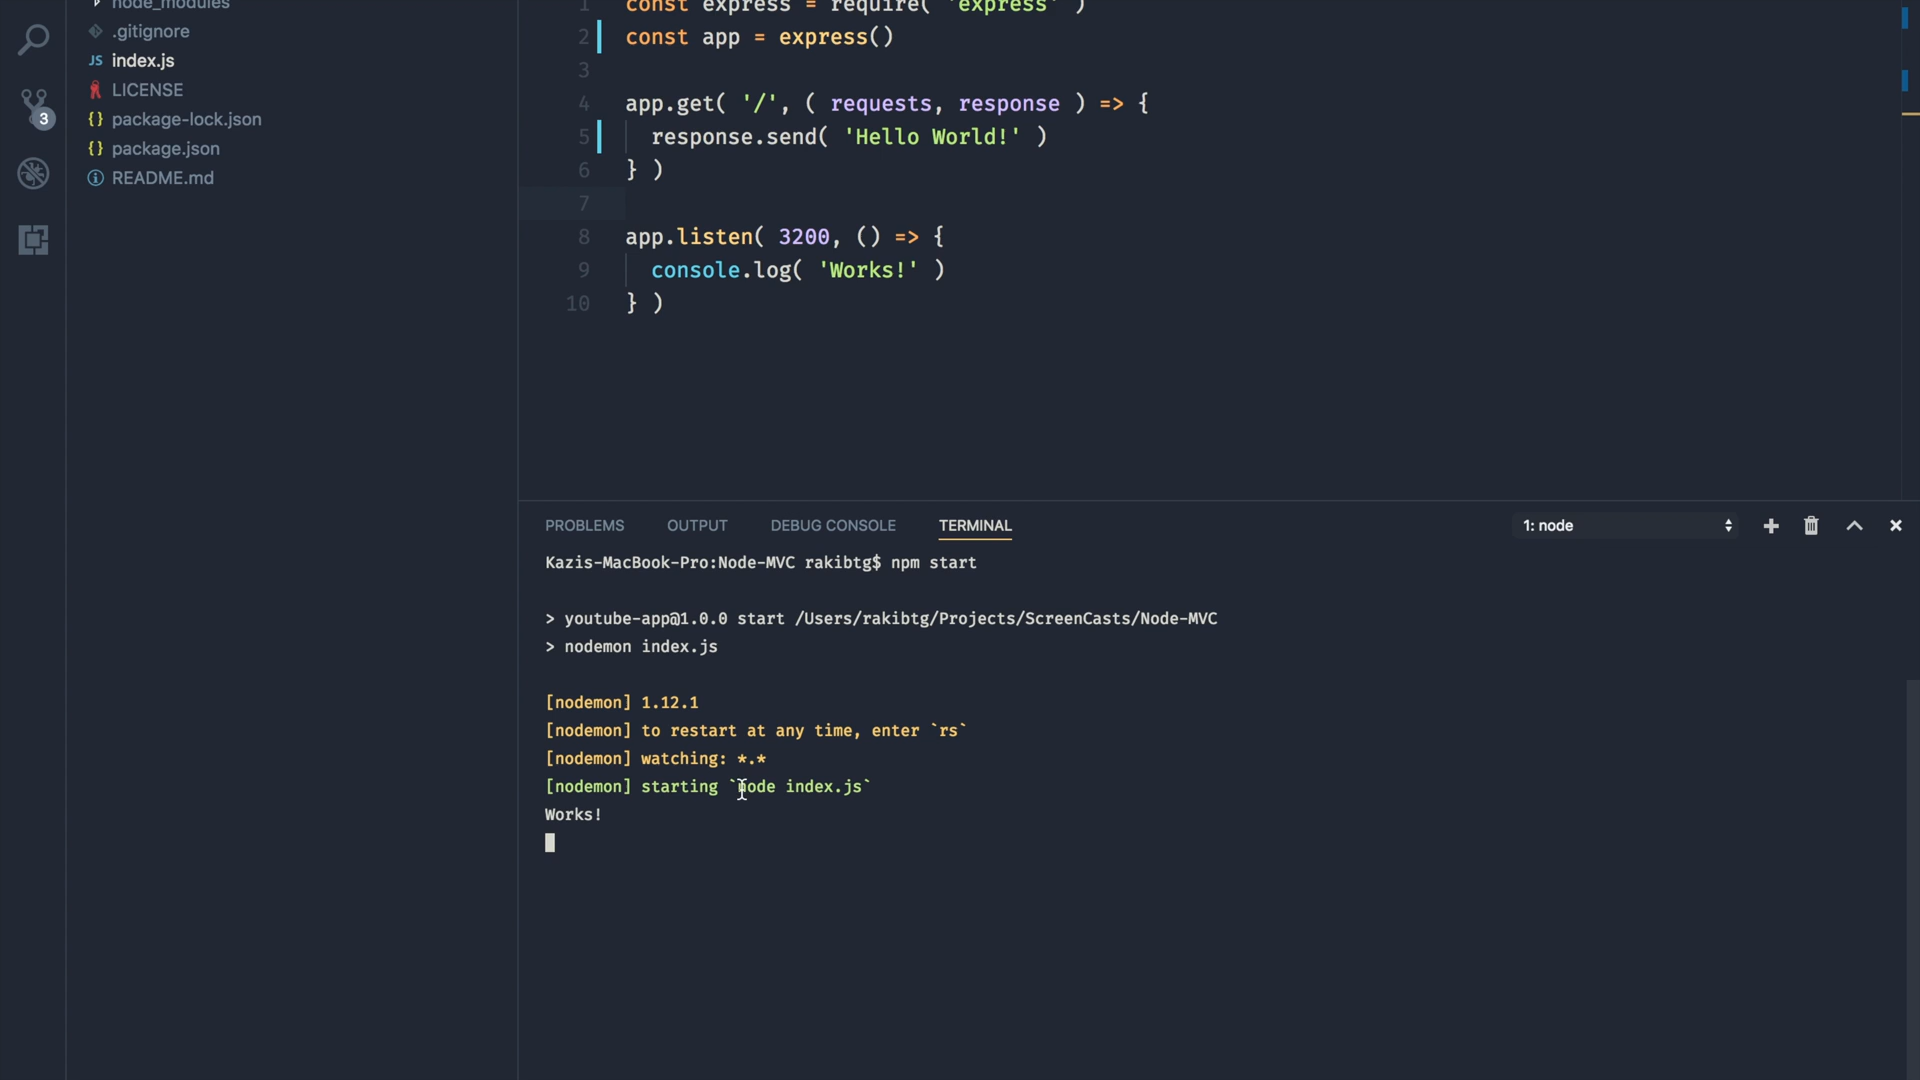 node_modules
.gitignore
JS index.js
LICENSE
{} package-lock.json
{} package.json
README.md
3
1 const express = require( 'express' )
2 const app = express()
3
4 app.get( '/', ( requests, response ) => {
5 response.send( 'Hello World!' )
6 } )
7
8 app.listen( 3200, () => {
9 console.log( 'Works!' )
10 } )
PROBLEMS OUTPUT DEBUG CONSOLE TERMINAL 1: node
Kazis-MacBook-Pro:Node-MVC rakibtg$ npm start
> youtube-app@1.0.0 start /Users/rakibtg/Projects/ScreenCasts/Node-MVC
> nodemon index.js
[nodemon] 1.12.1
[nodemon] to restart at any time, enter `rs`
[nodemon] watching: *.*
[nodemon] starting `node index.js`
Works!